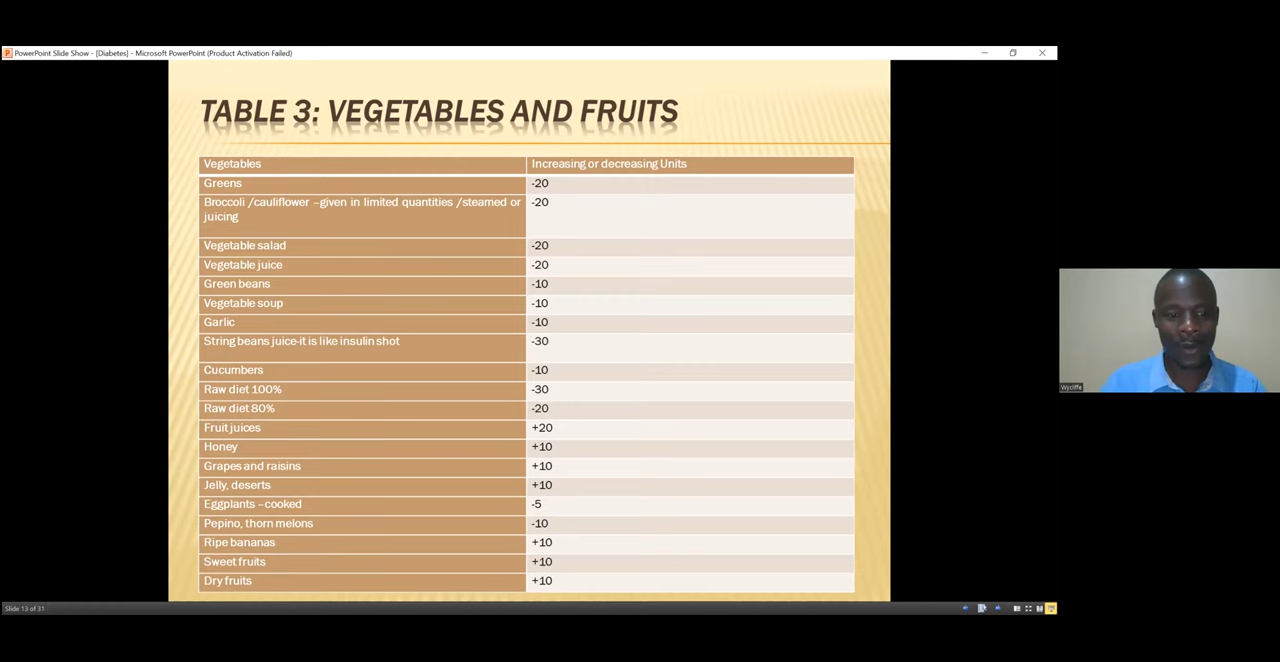 PowerPoint Slide Show - [Diabetes] - Microsoft PowerPoint (Product Activation Failed)
TABLE 3: VEGETABLES AND FRUITS
Vegetables Increasing or decreasing Units
Greens -20
Broccoli /cauliflower –given in limited quantities /steamed or -20
juicing
Vegetable salad -20
Vegetable juice -20
Green beans -10
Vegetable soup -10
Garlic -10
String beans juice-it is like insulin shot -30
Cucumbers -10
Raw diet 100% -30
Raw diet 80% -20
Fruit juices +20
Honey +10
Grapes and raisins +10
Jelly, deserts +10
Eggplants –cooked -5
Pepino, thorn melons -10
Ripe bananas +10
Sweet fruits +10
Dry fruits +10
Wycliffe
Slide 13 of 31